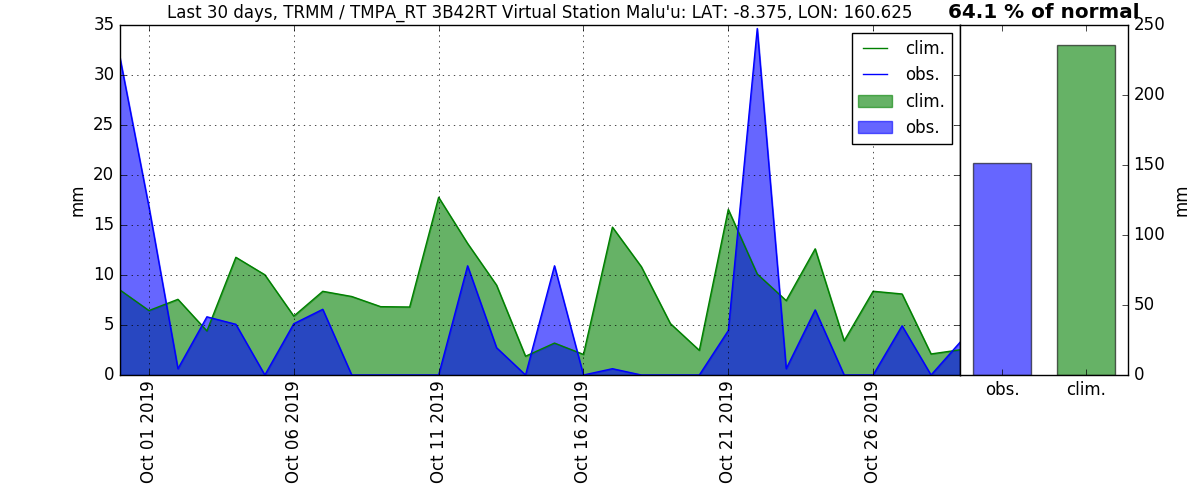 Last 30 days, TRMM / TMPA_RT 3B42RT Virtual Station Malu'u: LAT: -8.375, LON: 160.625
64.1 % of normal
35
30
25
20
15
10
5
0
mm
clim.
obs.
clim.
obs.
250
200
150
100
50
0
mm
obs.
clim.
Oct 01 2019
Oct 06 2019
Oct 11 2019
Oct 16 2019
Oct 21 2019
Oct 26 2019